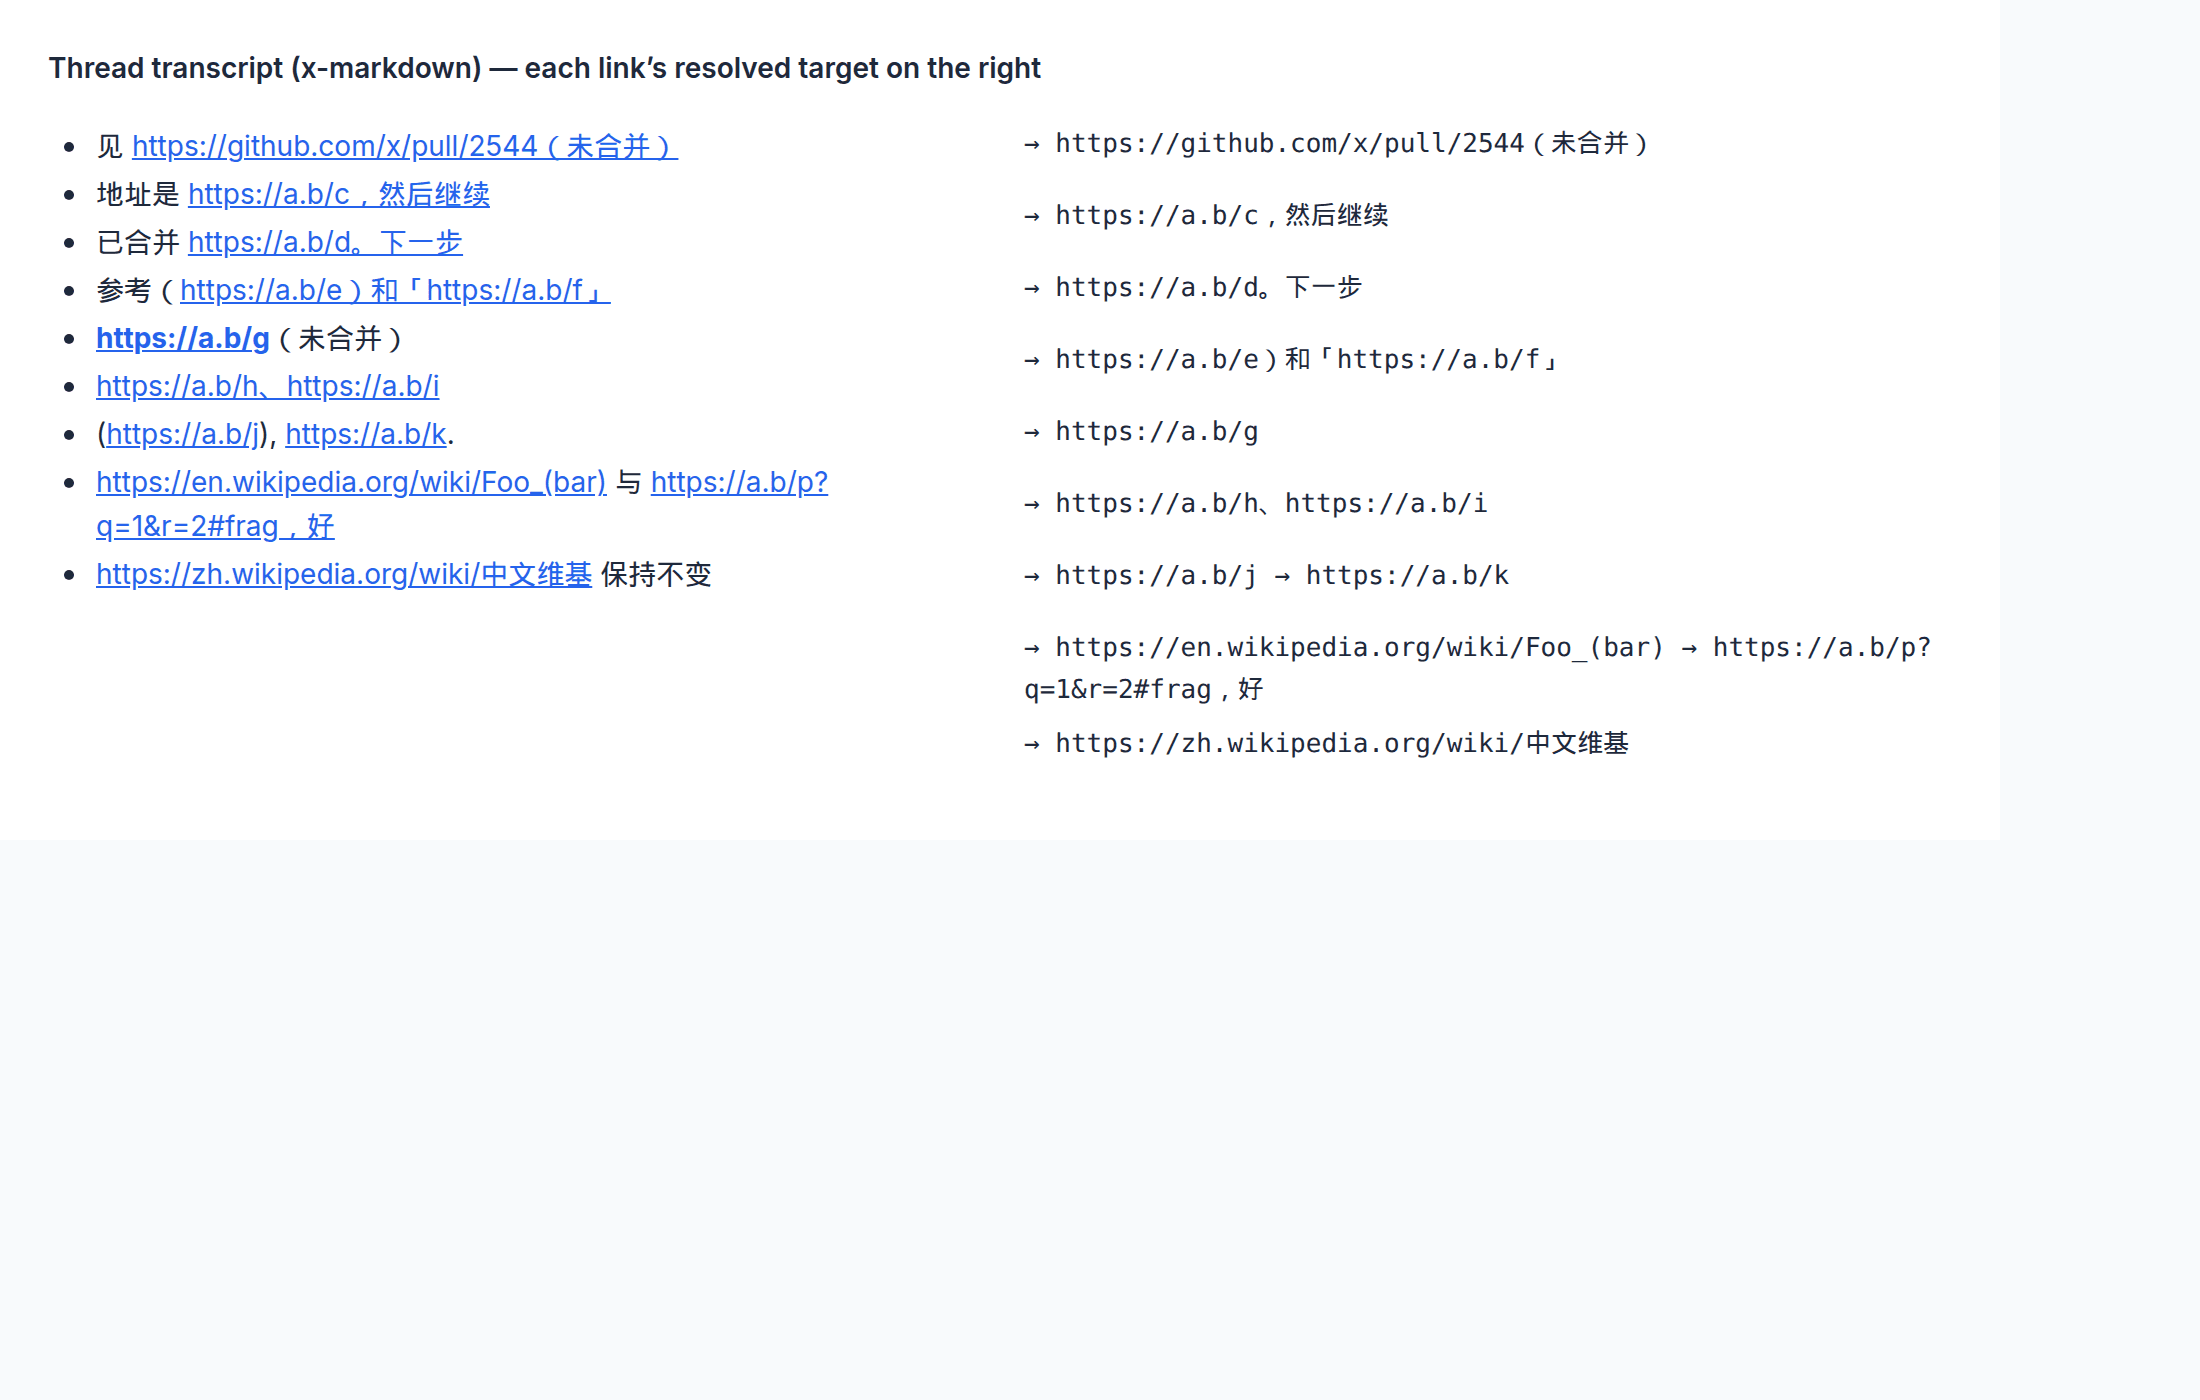 Thread transcript (x-markdown) — each link’s resolved target on the right
见 https://github.com/x/pull/2544（未合并）
地址是 https://a.b/c，然后继续
已合并 https://a.b/d。下一步
参考（https://a.b/e）和「https://a.b/f」
https://a.b/g（未合并）
https://a.b/h、https://a.b/i
(https://a.b/j), https://a.b/k.
https://en.wikipedia.org/wiki/Foo_(bar) 与 https://a.b/p?
q=1&r=2#frag，好
https://zh.wikipedia.org/wiki/中文维基 保持不变
→ https://github.com/x/pull/2544（未合并）
→ https://a.b/c，然后继续
→ https://a.b/d。下一步
→ https://a.b/e）和「https://a.b/f」
→ https://a.b/g
→ https://a.b/h、https://a.b/i
→ https://a.b/j → https://a.b/k
→ https://en.wikipedia.org/wiki/Foo_(bar) → https://a.b/p?
q=1&r=2#frag，好
→ https://zh.wikipedia.org/wiki/中文维基